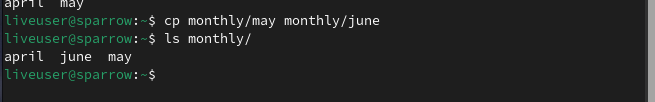 april  may
liveuser@sparrow:~$ cp monthly/may monthly/june
liveuser@sparrow:~$ ls monthly/
april  june  may
liveuser@sparrow:~$